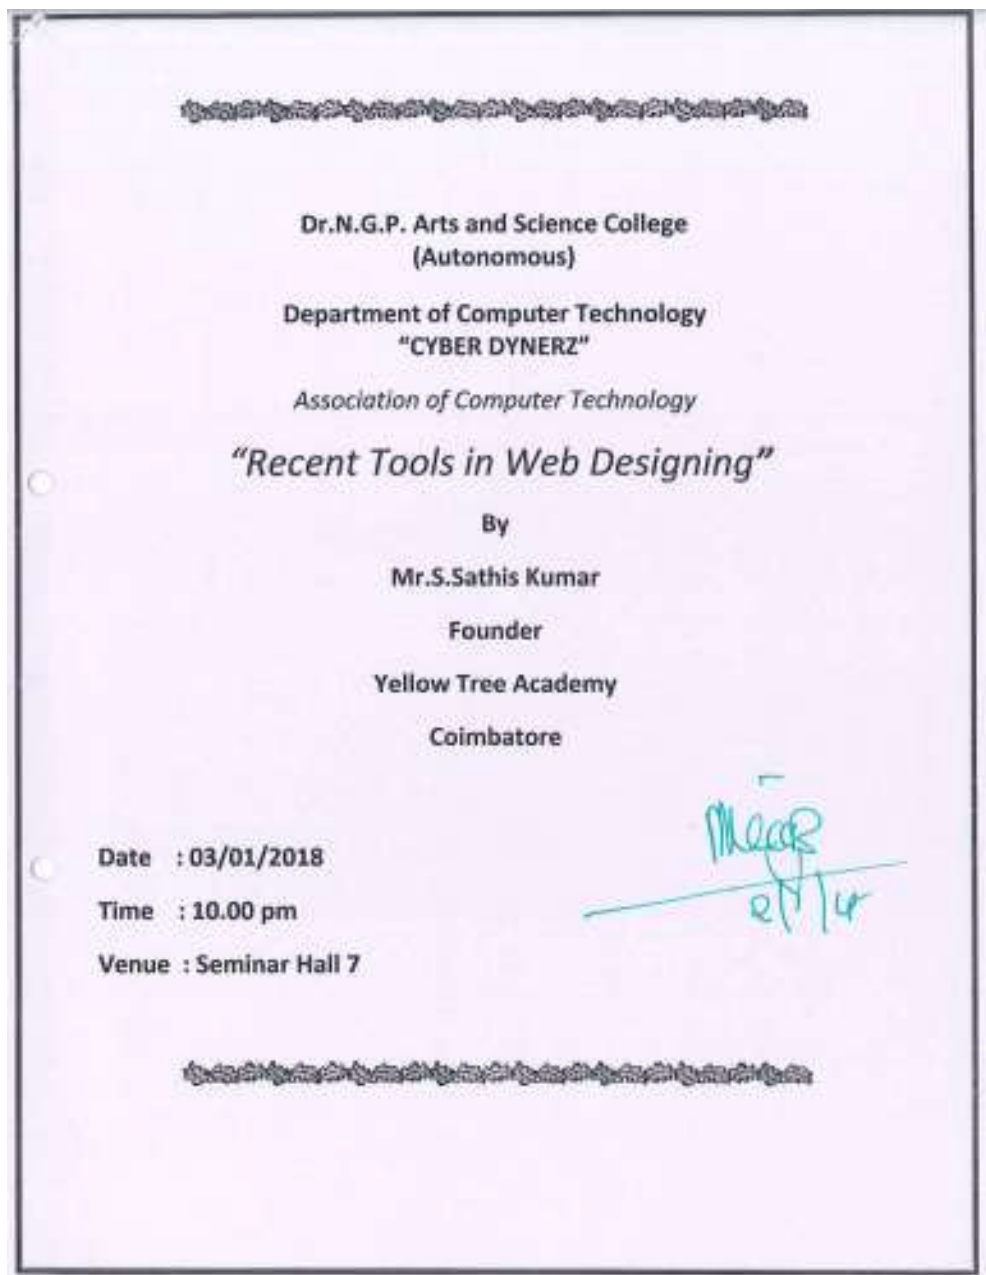 Dr.N.G.P. Arts and Science College
(Autonomous)
Department of Computer Technology
"CYBER DYNERZ"
Association of Computer Technology
"Recent Tools in Web Designing"
By
Mr.S.Sathis Kumar
Founder
Yellow Tree Academy
Coimbatore
Date : 03/01/2018
Time : 10.00 pm
Venue : Seminar Hall 7